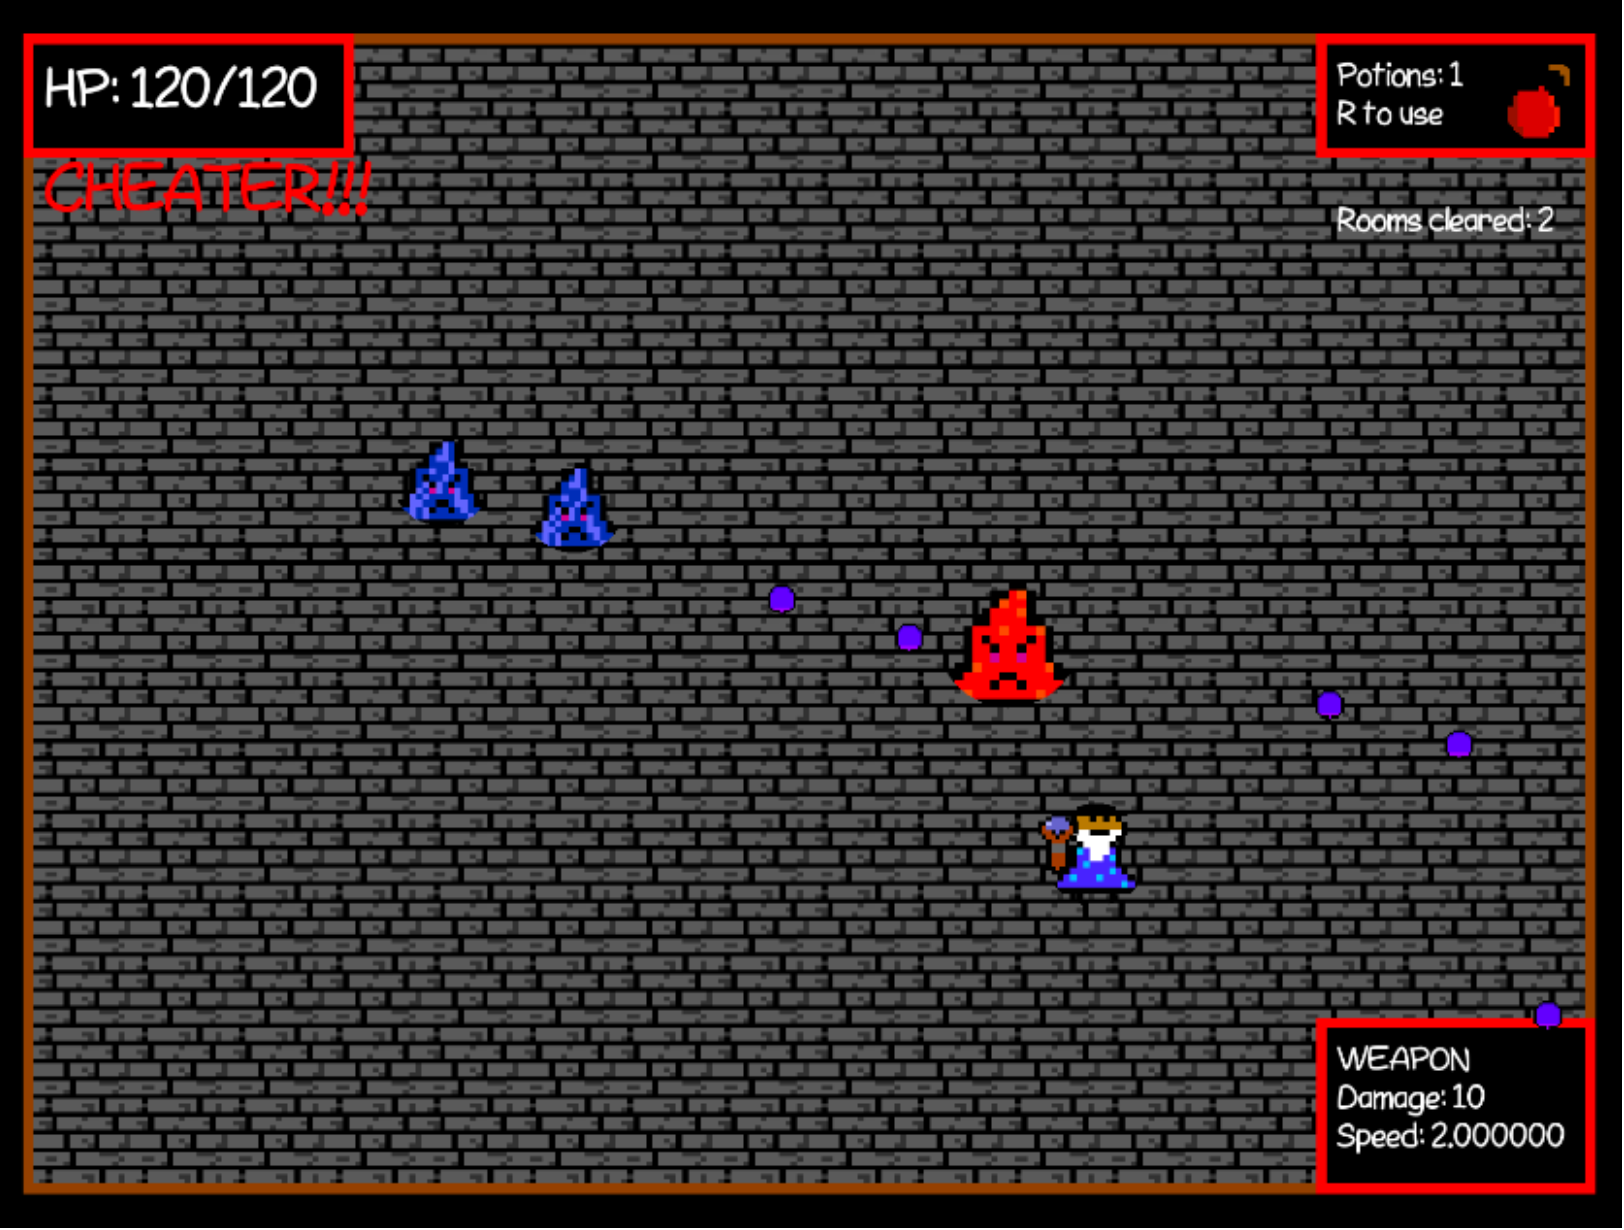 HP: 120/120
CHEATER!!!
Potions: 1
R to use
Rooms cleared: 2
WEAPON
Damage: 10
Speed: 2.000000